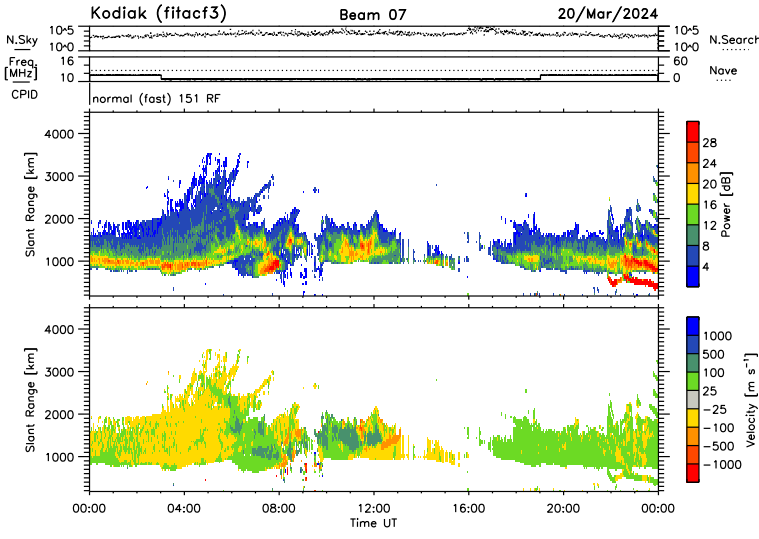 Kodiak (fitacf3) Beam 07 20/Mar/2024
N.Sky 10^5 10^5 N.Search
10^0 10^0
Freq. 16 60 Nave
[MHz] 10 0
CPID normal (fast) 151 RF
Slant Range [km]
4000
3000
2000
1000
28
24
20
16
12
8
4
Power [dB]
Slant Range [km]
4000
3000
2000
1000
1000
500
100
25
−25
−100
−500
−1000
Velocity [m s⁻¹]
00:00 04:00 08:00 12:00 16:00 20:00 00:00
Time UT